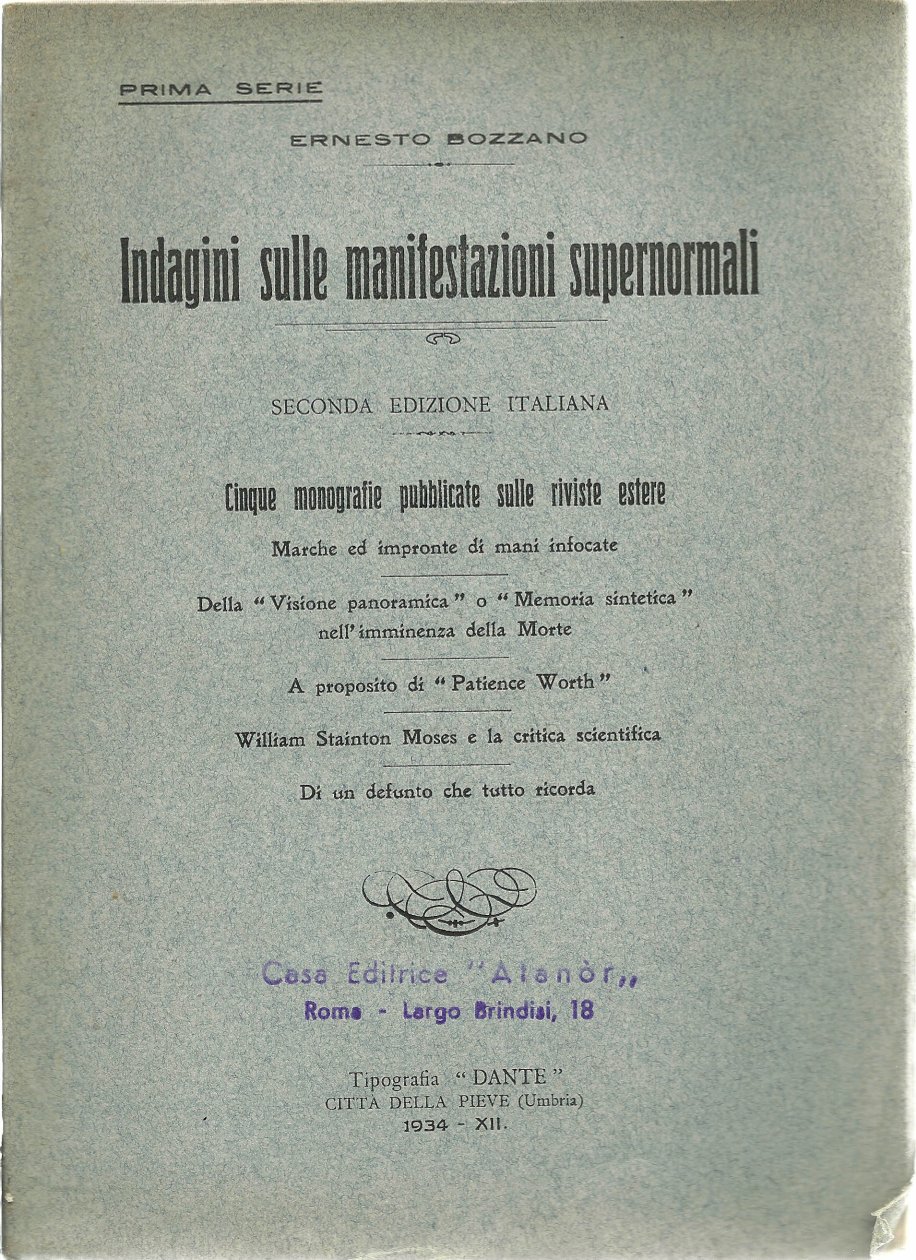 PRIMA SERIE
ERNESTO BOZZANO
Indagini sulle manifestazioni supernormali
SECONDA EDIZIONE ITALIANA
Cinque monografie pubblicate sulle riviste estere
Marche ed impronte di mani infocate
Della “Visione panoramica” o “Memoria sintetica”
nell'imminenza della Morte
A proposito di “Patience Worth”
William Stainton Moses e la critica scientifica
Di un defunto che tutto ricorda
Casa Editrice "Atanòr„
Roma - Largo Brindisi, 18
Tipografia “DANTE”
CITTÀ DELLA PIEVE (Umbria)
1934 - XII.